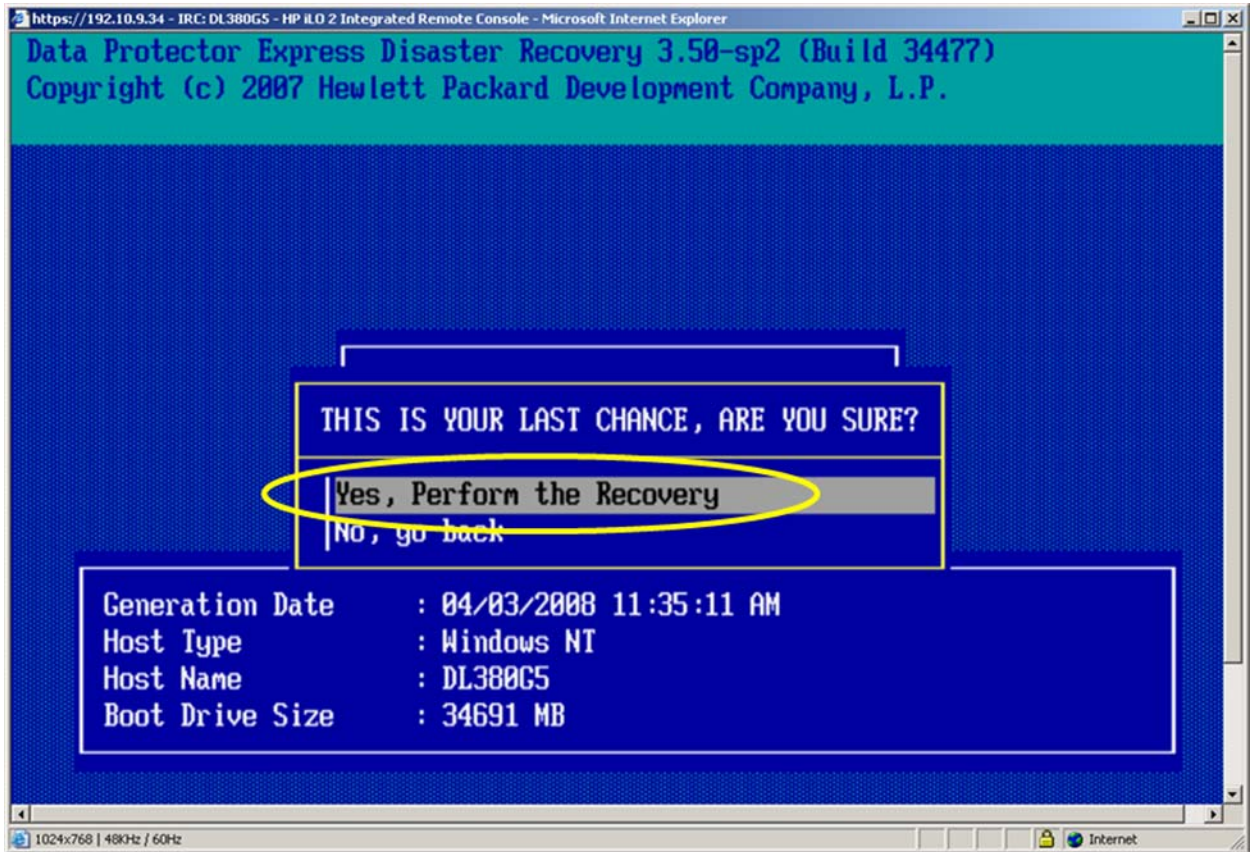 https://192.10.9.34 - IRC: DL380G5 - HP iLO 2 Integrated Remote Console - Microsoft Internet Explorer
Data Protector Express Disaster Recovery 3.50-sp2 (Build 34477)
Copyright (c) 2007 Hewlett Packard Development Company, L.P.
THIS IS YOUR LAST CHANCE, ARE YOU SURE?
Yes, Perform the Recovery
No, go back
Generation Date : 04/03/2008 11:35:11 AM
Host Type : Windows NT
Host Name : DL380G5
Boot Drive Size : 34691 MB
1024x768 | 48KHz / 60Hz
Internet